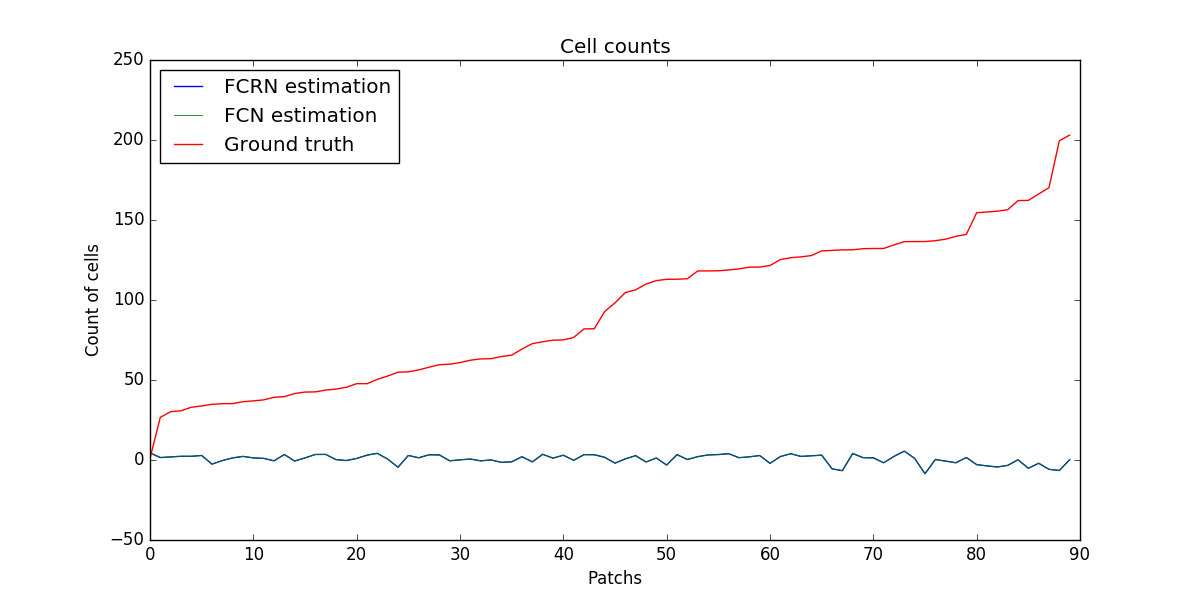 Cell counts
250
200
150
100
50
0
−50
Count of cells
FCRN estimation
FCN estimation
Ground truth
0 10 20 30 40 50 60 70 80 90
Patchs